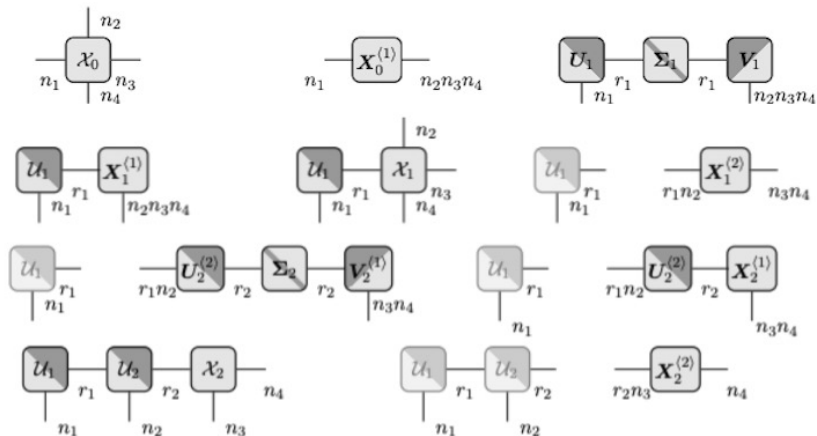 n₂
𝒳₀
n₁ n₃
n₄
X₀⟨¹⟩
n₁ n₂n₃n₄
U₁ Σ₁ V₁
r₁ r₁
n₁ n₂n₃n₄
𝒰₁ X₁⟨¹⟩
r₁
n₁ n₂n₃n₄
n₂
𝒰₁ 𝒳₁
r₁ n₃
n₁ n₄
𝒰₁ X₁⟨²⟩
r₁ r₁n₂ n₃n₄
n₁
𝒰₁ U₂⟨²⟩ Σ₂ V₂⟨¹⟩
r₁ r₁n₂ r₂ r₂
n₁ n₃n₄
𝒰₁ U₂⟨²⟩ X₂⟨¹⟩
r₁ r₁n₂ r₂
n₁ n₃n₄
𝒰₁ 𝒰₂ 𝒳₂
r₁ r₂ n₄
n₁ n₂ n₃
𝒰₁ 𝒰₂ X₂⟨²⟩
r₁ r₂ r₂n₃ n₄
n₁ n₂